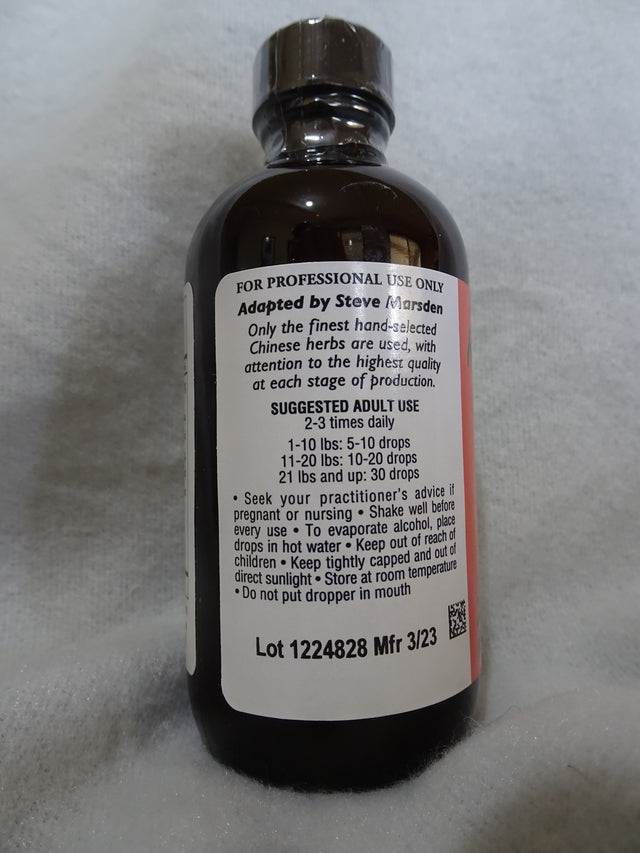 FOR PROFESSIONAL USE ONLY
Adapted by Steve Marsden
Only the finest hand-selected
Chinese herbs are used, with
attention to the highest quality
at each stage of production.
SUGGESTED ADULT USE
2-3 times daily
1-10 lbs: 5-10 drops
11-20 lbs: 10-20 drops
21 lbs and up: 30 drops
• Seek your practitioner's advice if
pregnant or nursing • Shake well before
every use • To evaporate alcohol, place
drops in hot water • Keep out of reach of
children • Keep tightly capped and out of
direct sunlight • Store at room temperature
• Do not put dropper in mouth
Lot 1224828 Mfr 3/23